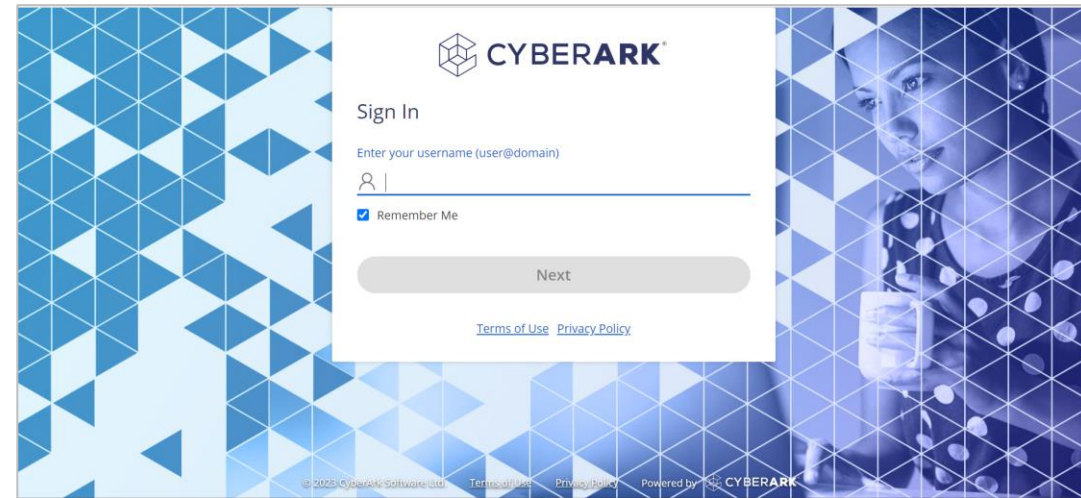 CYBERARK®
Sign In
Enter your username (user@domain)
Remember Me
Next
Terms of Use Privacy Policy
© 2023 CyberArk Software Ltd. Terms of Use Privacy Policy Powered by CYBERARK